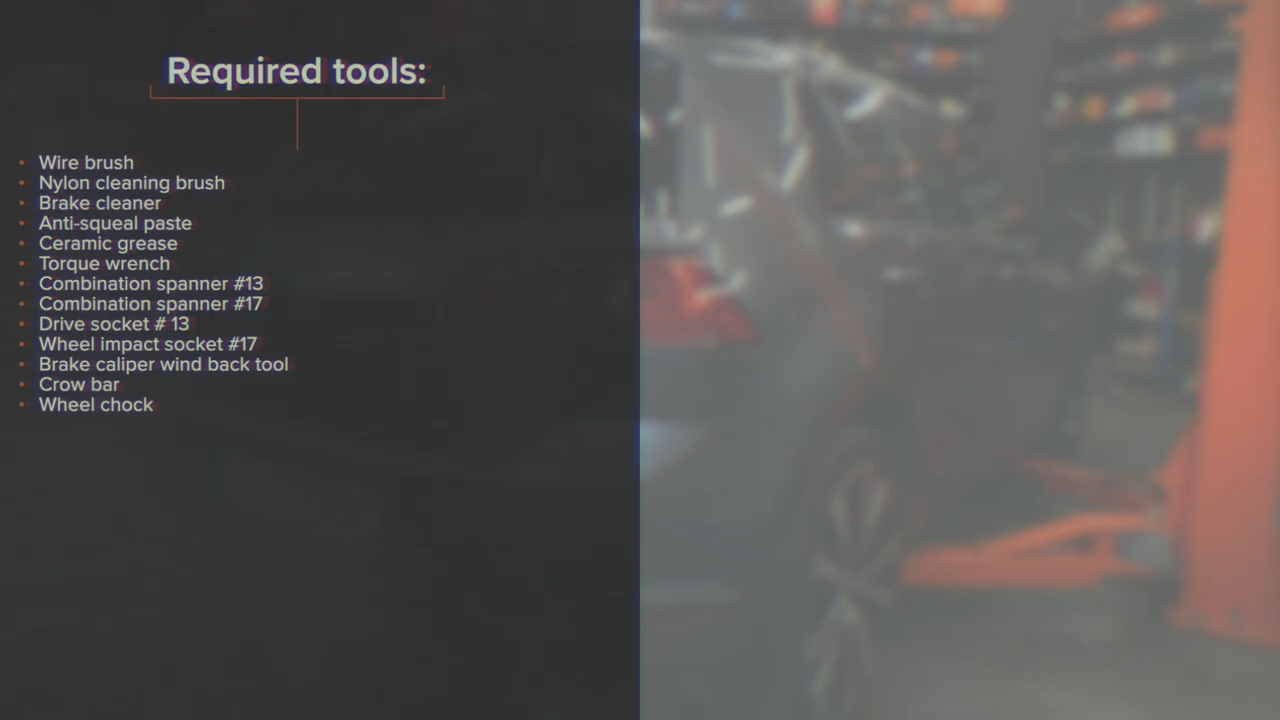 Required tools:
Wire brush
Nylon cleaning brush
Brake cleaner
Anti-squeal paste
Ceramic grease
Torque wrench
Combination spanner #13
Combination spanner #17
Drive socket # 13
Wheel impact socket #17
Brake caliper wind back tool
Crow bar
Wheel chock